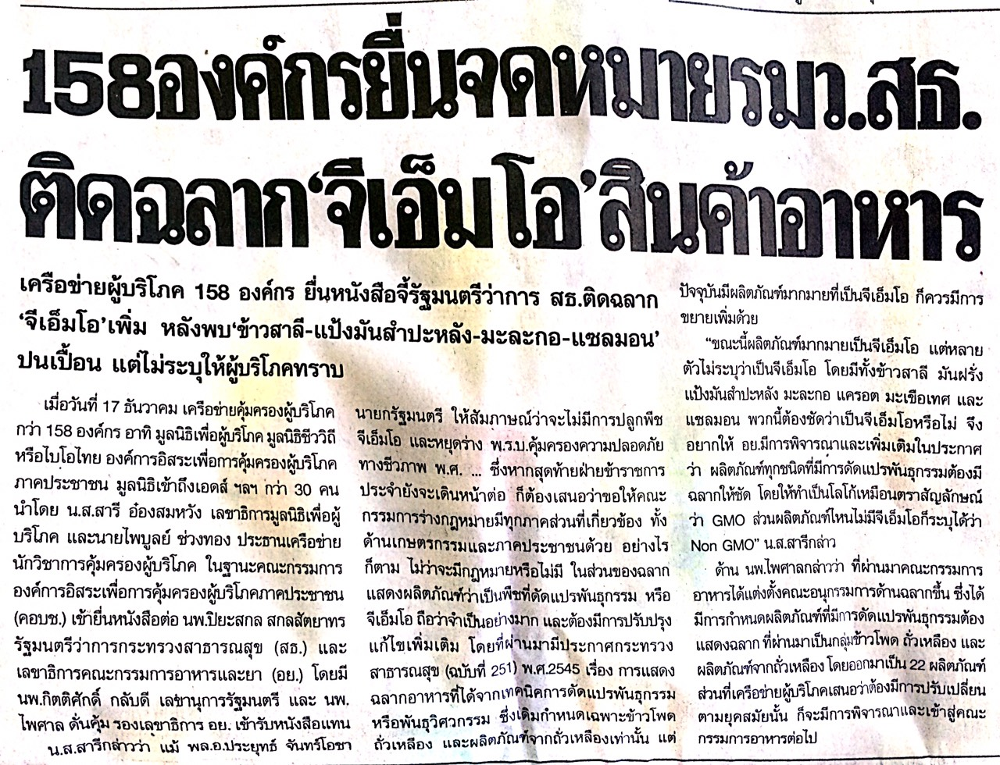 158องค์กรยื่นจดหมายรมว.สธ.
ติดฉลาก‘จีเอ็มโอ’สินค้าอาหาร
เครือข่ายผู้บริโภค 158 องค์กร ยื่นหนังสือจี้รัฐมนตรีว่าการ สธ.ติดฉลาก
‘จีเอ็มโอ’เพิ่ม หลังพบ‘ข้าวสาลี-แป้งมันสำปะหลัง-มะละกอ-แซลมอน’
ปนเปื้อน แต่ไม่ระบุให้ผู้บริโภคทราบ
เมื่อวันที่ 17 ธันวาคม เครือข่ายคุ้มครองผู้บริโภค
กว่า 158 องค์กร อาทิ มูลนิธิเพื่อผู้บริโภค มูลนิธิชีววิถี
หรือไบโอไทย องค์การอิสระเพื่อการคุ้มครองผู้บริโภค
ภาคประชาชน มูลนิธิเข้าถึงเอดส์ ฯลฯ กว่า 30 คน
นำโดย น.ส.สารี อ๋องสมหวัง เลขาธิการมูลนิธิเพื่อผู้
บริโภค และนายไพบูลย์ ช่วงทอง ประธานเครือข่าย
นักวิชาการคุ้มครองผู้บริโภค ในฐานะคณะกรรมการ
องค์การอิสระเพื่อการคุ้มครองผู้บริโภคภาคประชาชน
(คอบช.) เข้ายื่นหนังสือต่อ นพ.ปิยะสกล สกลสัตยาทร
รัฐมนตรีว่าการกระทรวงสาธารณสุข (สธ.) และ
เลขาธิการคณะกรรมการอาหารและยา (อย.) โดยมี
นพ.กิตติศักดิ์ กลับดี เลขานุการรัฐมนตรี และ นพ.
ไพศาล ดั่นคุ้ม รองเลขาธิการ อย. เข้ารับหนังสือแทน
น.ส.สารีกล่าวว่า แม้ พล.อ.ประยุทธ์ จันทร์โอชา
นายกรัฐมนตรี ให้สัมภาษณ์ว่าจะไม่มีการปลูกพืช
จีเอ็มโอ และหยุดร่าง พ.ร.บ.คุ้มครองความปลอดภัย
ทางชีวภาพ พ.ศ. ... ซึ่งหากสุดท้ายฝ่ายข้าราชการ
ประจำยังจะเดินหน้าต่อ ก็ต้องเสนอว่าขอให้คณะ
กรรมการร่างกฎหมายมีทุกภาคส่วนที่เกี่ยวข้อง ทั้ง
ด้านเกษตรกรรมและภาคประชาชนด้วย อย่างไร
ก็ตาม ไม่ว่าจะมีกฎหมายหรือไม่มี ในส่วนของฉลาก
แสดงผลิตภัณฑ์ว่าเป็นพืชที่ดัดแปรพันธุกรรม หรือ
จีเอ็มโอ ถือว่าจำเป็นอย่างมาก และต้องมีการปรับปรุง
แก้ไขเพิ่มเติม โดยที่ผ่านมามีประกาศกระทรวง
สาธารณสุข (ฉบับที่ 251) พ.ศ.2545 เรื่อง การแสดง
ฉลากอาหารที่ได้จากเทคนิคการดัดแปรพันธุกรรม
หรือพันธุวิศวกรรม ซึ่งเดิมกำหนดเฉพาะข้าวโพด
ถั่วเหลือง และผลิตภัณฑ์จากถั่วเหลืองเท่านั้น แต่
ปัจจุบันมีผลิตภัณฑ์มากมายที่เป็นจีเอ็มโอ ก็ควรมีการ
ขยายเพิ่มด้วย
“ขณะนี้ผลิตภัณฑ์มากมายเป็นจีเอ็มโอ แต่หลาย
ตัวไม่ระบุว่าเป็นจีเอ็มโอ โดยมีทั้งข้าวสาลี มันฝรั่ง
แป้งมันสำปะหลัง มะละกอ แครอต มะเขือเทศ และ
แซลมอน พวกนี้ต้องชัดว่าเป็นจีเอ็มโอหรือไม่ จึง
อยากให้ อย.มีการพิจารณาและเพิ่มเติมในประกาศ
ว่า ผลิตภัณฑ์ทุกชนิดที่มีการดัดแปรพันธุกรรมต้องมี
ฉลากให้ชัด โดยให้ทำเป็นโลโก้เหมือนตราสัญลักษณ์
ว่า GMO ส่วนผลิตภัณฑ์ไหนไม่มีจีเอ็มโอก็ระบุได้ว่า
Non GMO” น.ส.สารีกล่าว
ด้าน นพ.ไพศาลกล่าวว่า ที่ผ่านมาคณะกรรมการ
อาหารได้แต่งตั้งคณะอนุกรรมการด้านฉลากขึ้น ซึ่งได้
มีการกำหนดผลิตภัณฑ์ที่มีการดัดแปรพันธุกรรมต้อง
แสดงฉลาก ที่ผ่านมาเป็นกลุ่มข้าวโพด ถั่วเหลือง และ
ผลิตภัณฑ์จากถั่วเหลือง โดยออกมาเป็น 22 ผลิตภัณฑ์
ส่วนที่เครือข่ายผู้บริโภคเสนอว่าต้องมีการปรับเปลี่ยน
ตามยุคสมัยนั้น ก็จะมีการพิจารณาและเข้าสู่คณะ
กรรมการอาหารต่อไป